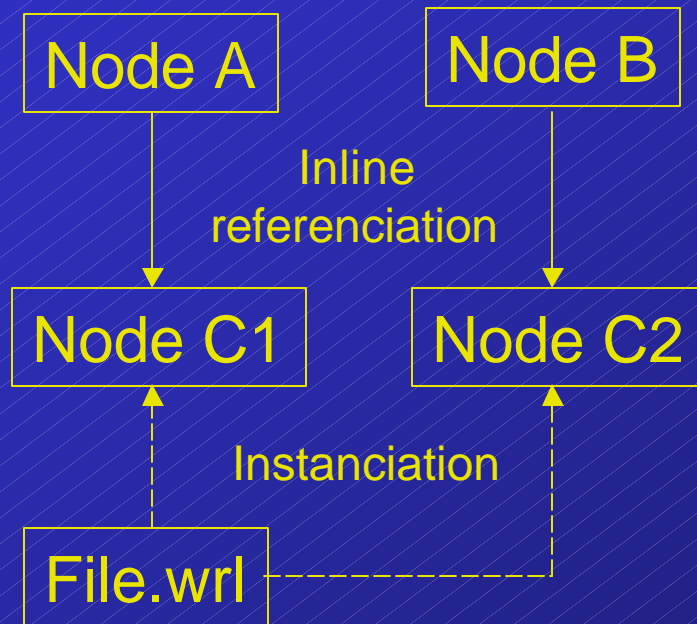 Node A
Node B
Inline
referenciation
Node C1
Node C2
Instanciation
File.wrl